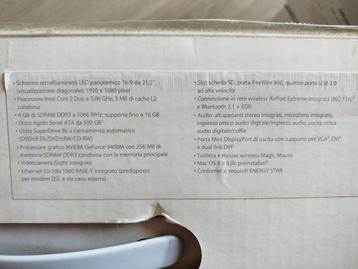 • Schermo retroilluminato LED panoramico 16:9 da 21,5"
(visualizzazione diagonale); 1920 x 1080 pixel
• Processore Intel Core 2 Duo a 3,06 GHz; 3 MB di cache L2
condivisa
• 4 GB di SDRAM DDR3 a 1066 MHz; supporta fino a 16 GB
• Disco rigido Serial ATA da 500 GB¹
• Unità SuperDrive 8x a caricamento automatico
(DVD±R DL/DVD±RW/CD-RW)
• Processore grafico NVIDIA GeForce 9400M con 256 MB di
memoria SDRAM DDR3 condivisa con la memoria principale
• Videocamera iSight integrata
• Ethernet 10/100/1000 BASE-T integrato (predisposto
per modem DSL e via cavo esterni)
• Slot scheda SD, porta FireWire 800, quattro porte USB 2.0
ad alta velocità
• Connessione in rete wireless AirPort Extreme integrata (802.11n)²
e Bluetooth 2.1 + EDR
• Audio: altoparlanti stereo integrati, microfono integrato,
ingresso ottico audio digitale/ingresso audio, uscita ottica
audio digitale/cuffie
• Porta Mini DisplayPort di uscita con supporto per VGA, DVI
e dual link DVI³
• Tastiera e mouse wireless Magic Mouse
• Mac OS X e iLife preinstallati
• Conforme ai requisiti ENERGY STAR